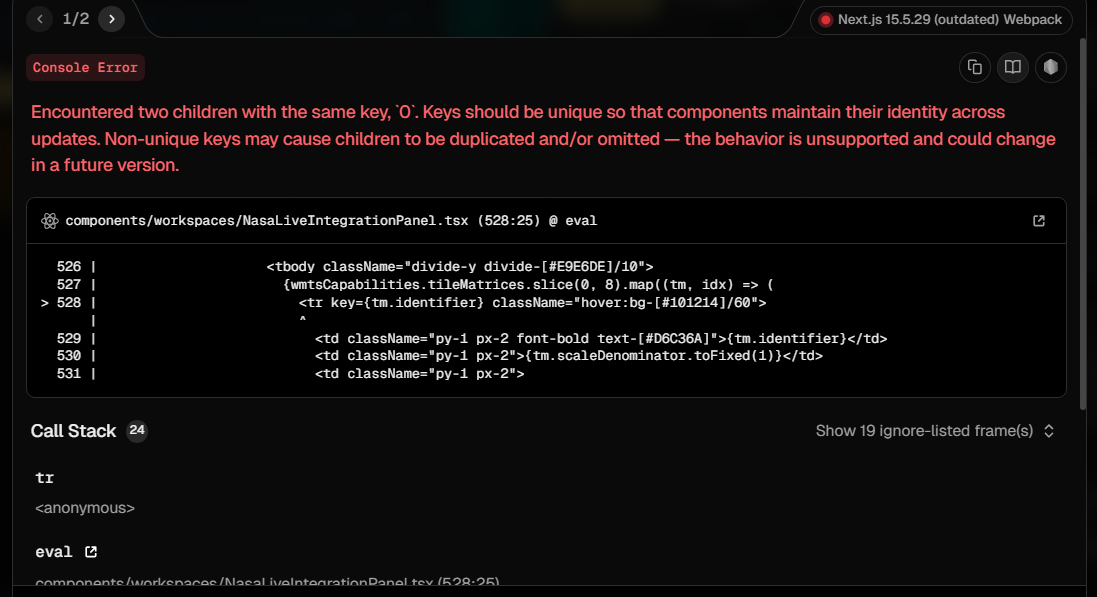 1/2
Next.js 15.5.29 (outdated) Webpack
Console Error
Encountered two children with the same key, `0`. Keys should be unique so that components maintain their identity across
updates. Non-unique keys may cause children to be duplicated and/or omitted — the behavior is unsupported and could change
in a future version.
components/workspaces/NasaLiveIntegrationPanel.tsx (528:25) @ eval
526 | <tbody className="divide-y divide-[#E9E6DE]/10">
527 | {wmtsCapabilities.tileMatrices.slice(0, 8).map((tm, idx) => (
> 528 | <tr key={tm.identifier} className="hover:bg-[#101214]/60">
| ^
529 | <td className="py-1 px-2 font-bold text-[#D6C36A]">{tm.identifier}</td>
530 | <td className="py-1 px-2">{tm.scaleDenominator.toFixed(1)}</td>
531 | <td className="py-1 px-2">
Call Stack 24
Show 19 ignore-listed frame(s)
tr
<anonymous>
eval
components/workspaces/NasaLiveIntegrationPanel.tsx (528:25)